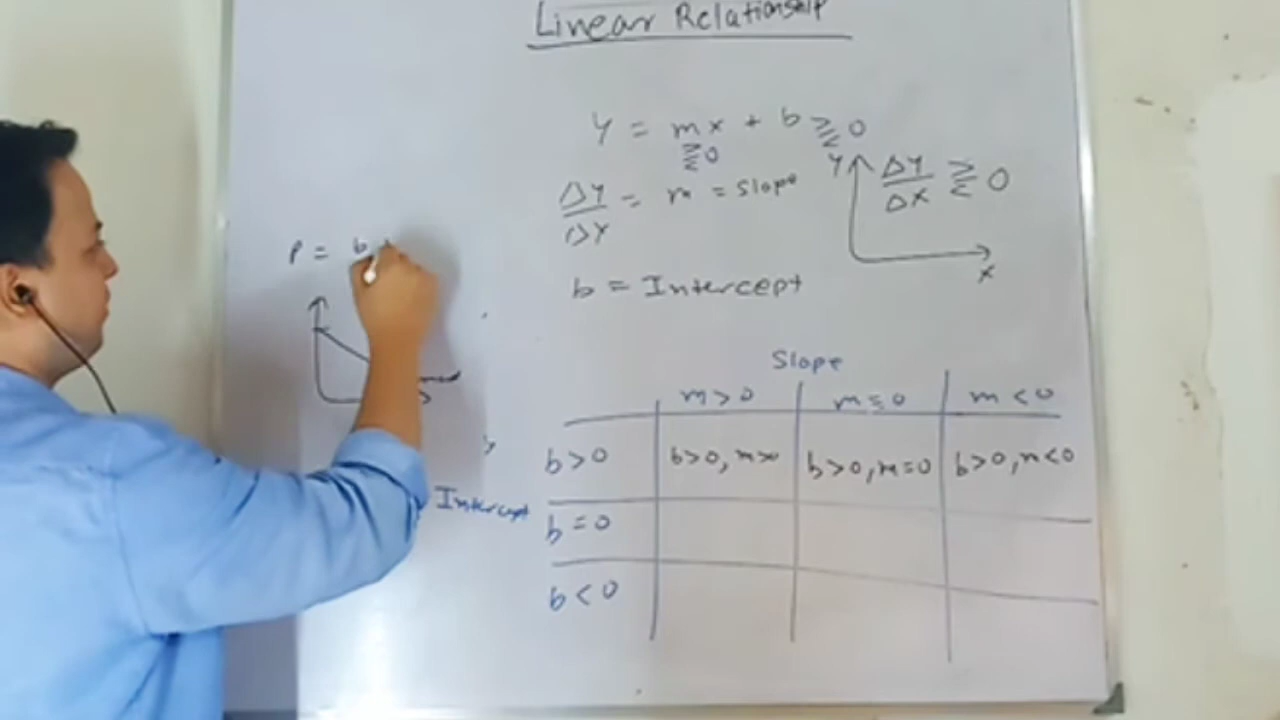 Linear Relationship
Y = mx + b ⪌ 0
⪌ 0
ΔY/ΔY = m = Slope
Y
ΔY/ΔX ⪌ 0
X
P = b
b = Intercept
Slope
m > 0 m = 0 m < 0
b > 0 b>0, m>0 b>0, m=0 b>0, m<0
Intercept
b = 0
b < 0